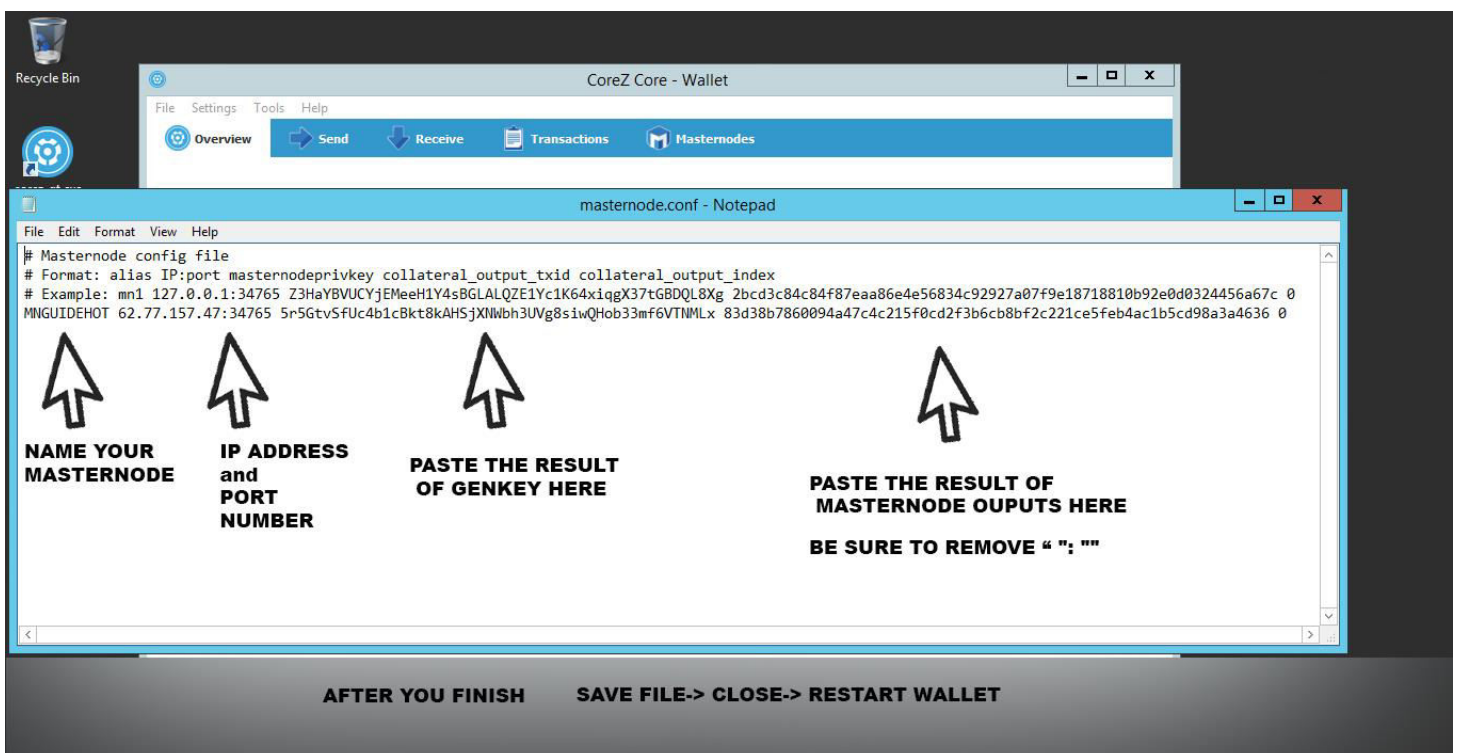 Recycle Bin
CoreZ Core - Wallet
File Settings Tools Help
Overview Send Receive Transactions Masternodes
masternode.conf - Notepad
File Edit Format View Help
# Masternode config file
# Format: alias IP:port masternodeprivkey collateral_output_txid collateral_output_index
# Example: mn1 127.0.0.1:34765 Z3HaYBVUCYjEMeeH1Y4sBGLALQZE1Yc1K64xiqgX37tGBDQL8Xg 2bcd3c84c84f87eaa86e4e56834c92927a07f9e18718810b92e0d0324456a67c 0
MNGUIDEHOT 62.77.157.47:34765 5r5GtvSfUc4b1cBkt8kAHSjXNWbh3UVg8siwQHob33mf6VTNMLx 83d38b7860094a47c4c215f0cd2f3b6cb8bf2c221ce5feb4ac1b5cd98a3a4636 0
NAME YOUR
MASTERNODE
IP ADDRESS
and
PORT
NUMBER
PASTE THE RESULT
OF GENKEY HERE
PASTE THE RESULT OF
MASTERNODE OUPUTS HERE
BE SURE TO REMOVE “ ": ""
AFTER YOU FINISH SAVE FILE-> CLOSE-> RESTART WALLET